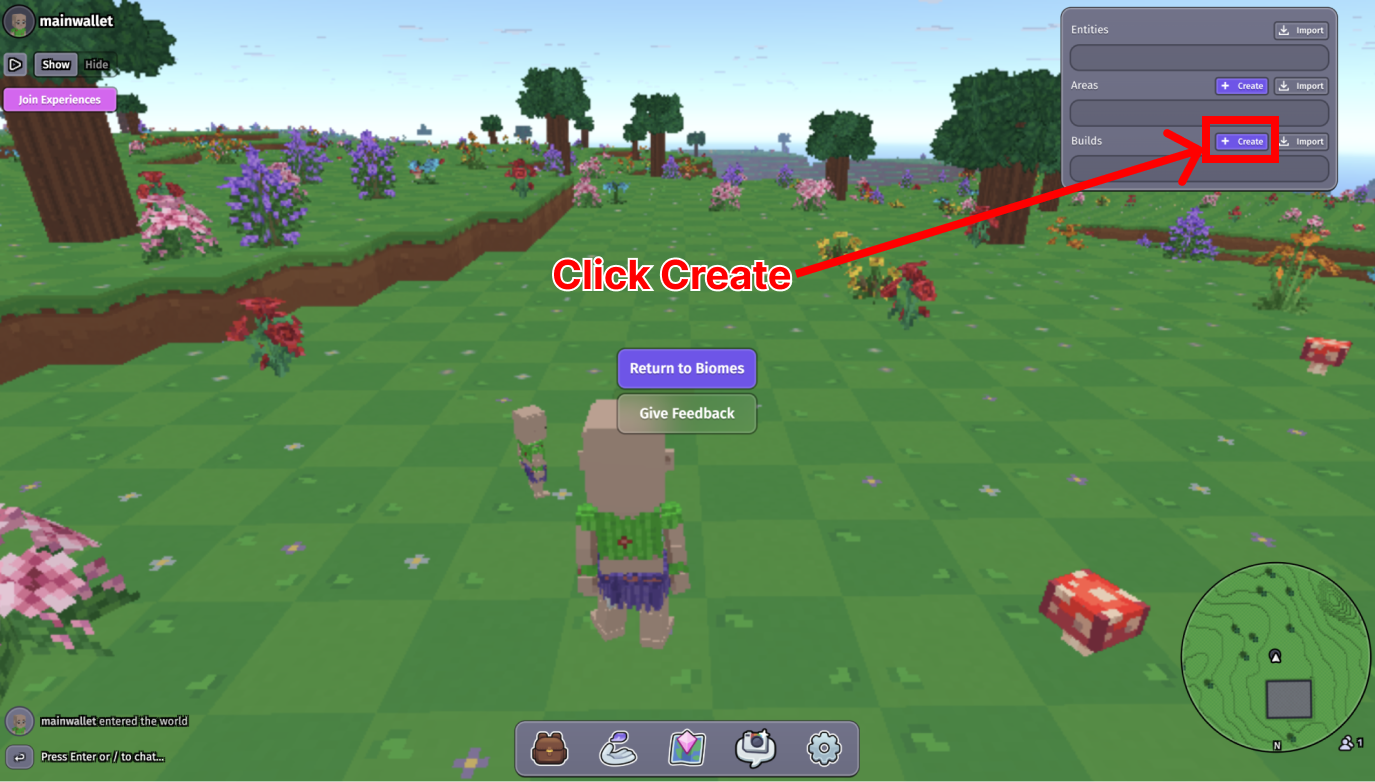 mainwallet
Show Hide
Join Experiences
Entities
Import
Areas
Create
Import
Builds
Create
Import
Click Create
Return to Biomes
Give Feedback
mainwallet entered the world
Press Enter or / to chat...
N
1